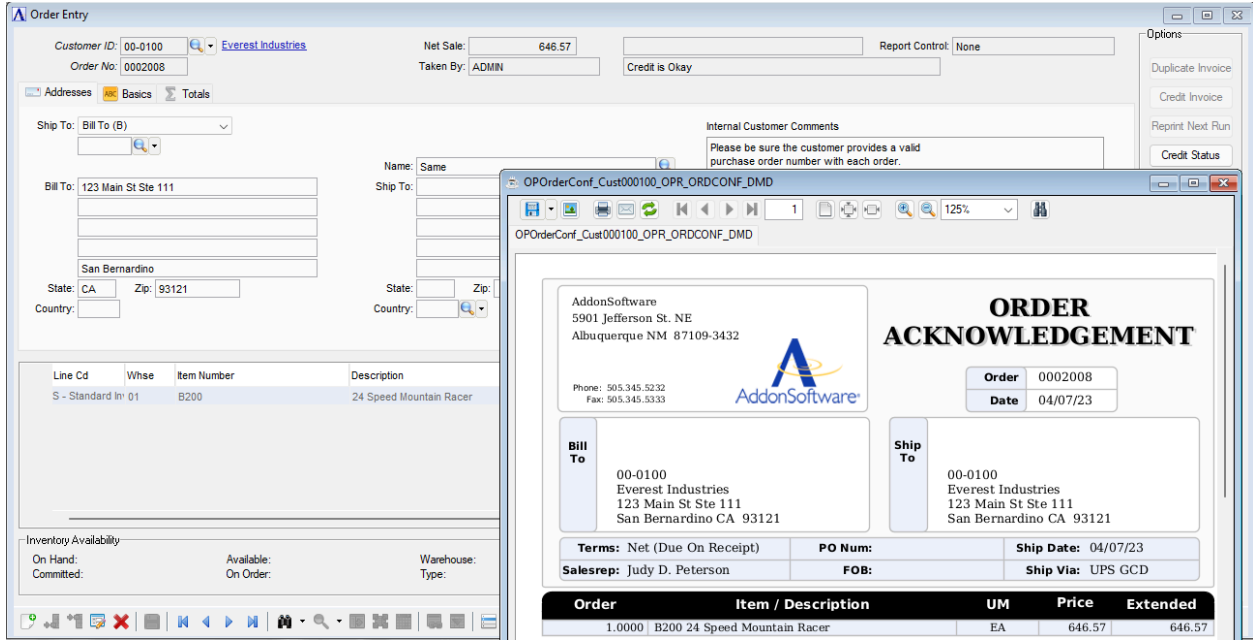 Order Entry
Customer ID: 00-0100 Everest Industries Net Sale: 646.57 Report Control: None
Order No: 0002008 Taken By: ADMIN Credit is Okay
Options
Duplicate Invoice
Credit Invoice
Reprint Next Run
Credit Status
Addresses ABC Basics Totals
Ship To: Bill To (B)
Internal Customer Comments
Please be sure the customer provides a valid
purchase order number with each order.
Name: Same
Bill To: 123 Main St Ste 111 Ship To:
San Bernardino
State: CA Zip: 93121 State: Zip:
Country: Country:
Line Cd Whse Item Number Description
S - Standard Inv 01 B200 24 Speed Mountain Racer
Inventory Availability
On Hand: Available: Warehouse:
Committed: On Order: Type:
OPOrderConf_Cust000100_OPR_ORDCONF_DMD
1 125%
OPOrderConf_Cust000100_OPR_ORDCONF_DMD
AddonSoftware
5901 Jefferson St. NE
Albuquerque NM 87109-3432
Phone: 505.345.5232
Fax: 505.345.5333
AddonSoftware
ORDER
ACKNOWLEDGEMENT
Order 0002008
Date 04/07/23
Bill
To
00-0100
Everest Industries
123 Main St Ste 111
San Bernardino CA 93121
Ship
To
00-0100
Everest Industries
123 Main St Ste 111
San Bernardino CA 93121
Terms: Net (Due On Receipt) PO Num: Ship Date: 04/07/23
Salesrep: Judy D. Peterson FOB: Ship Via: UPS GCD
Order Item / Description UM Price Extended
1.0000 B200 24 Speed Mountain Racer EA 646.57 646.57